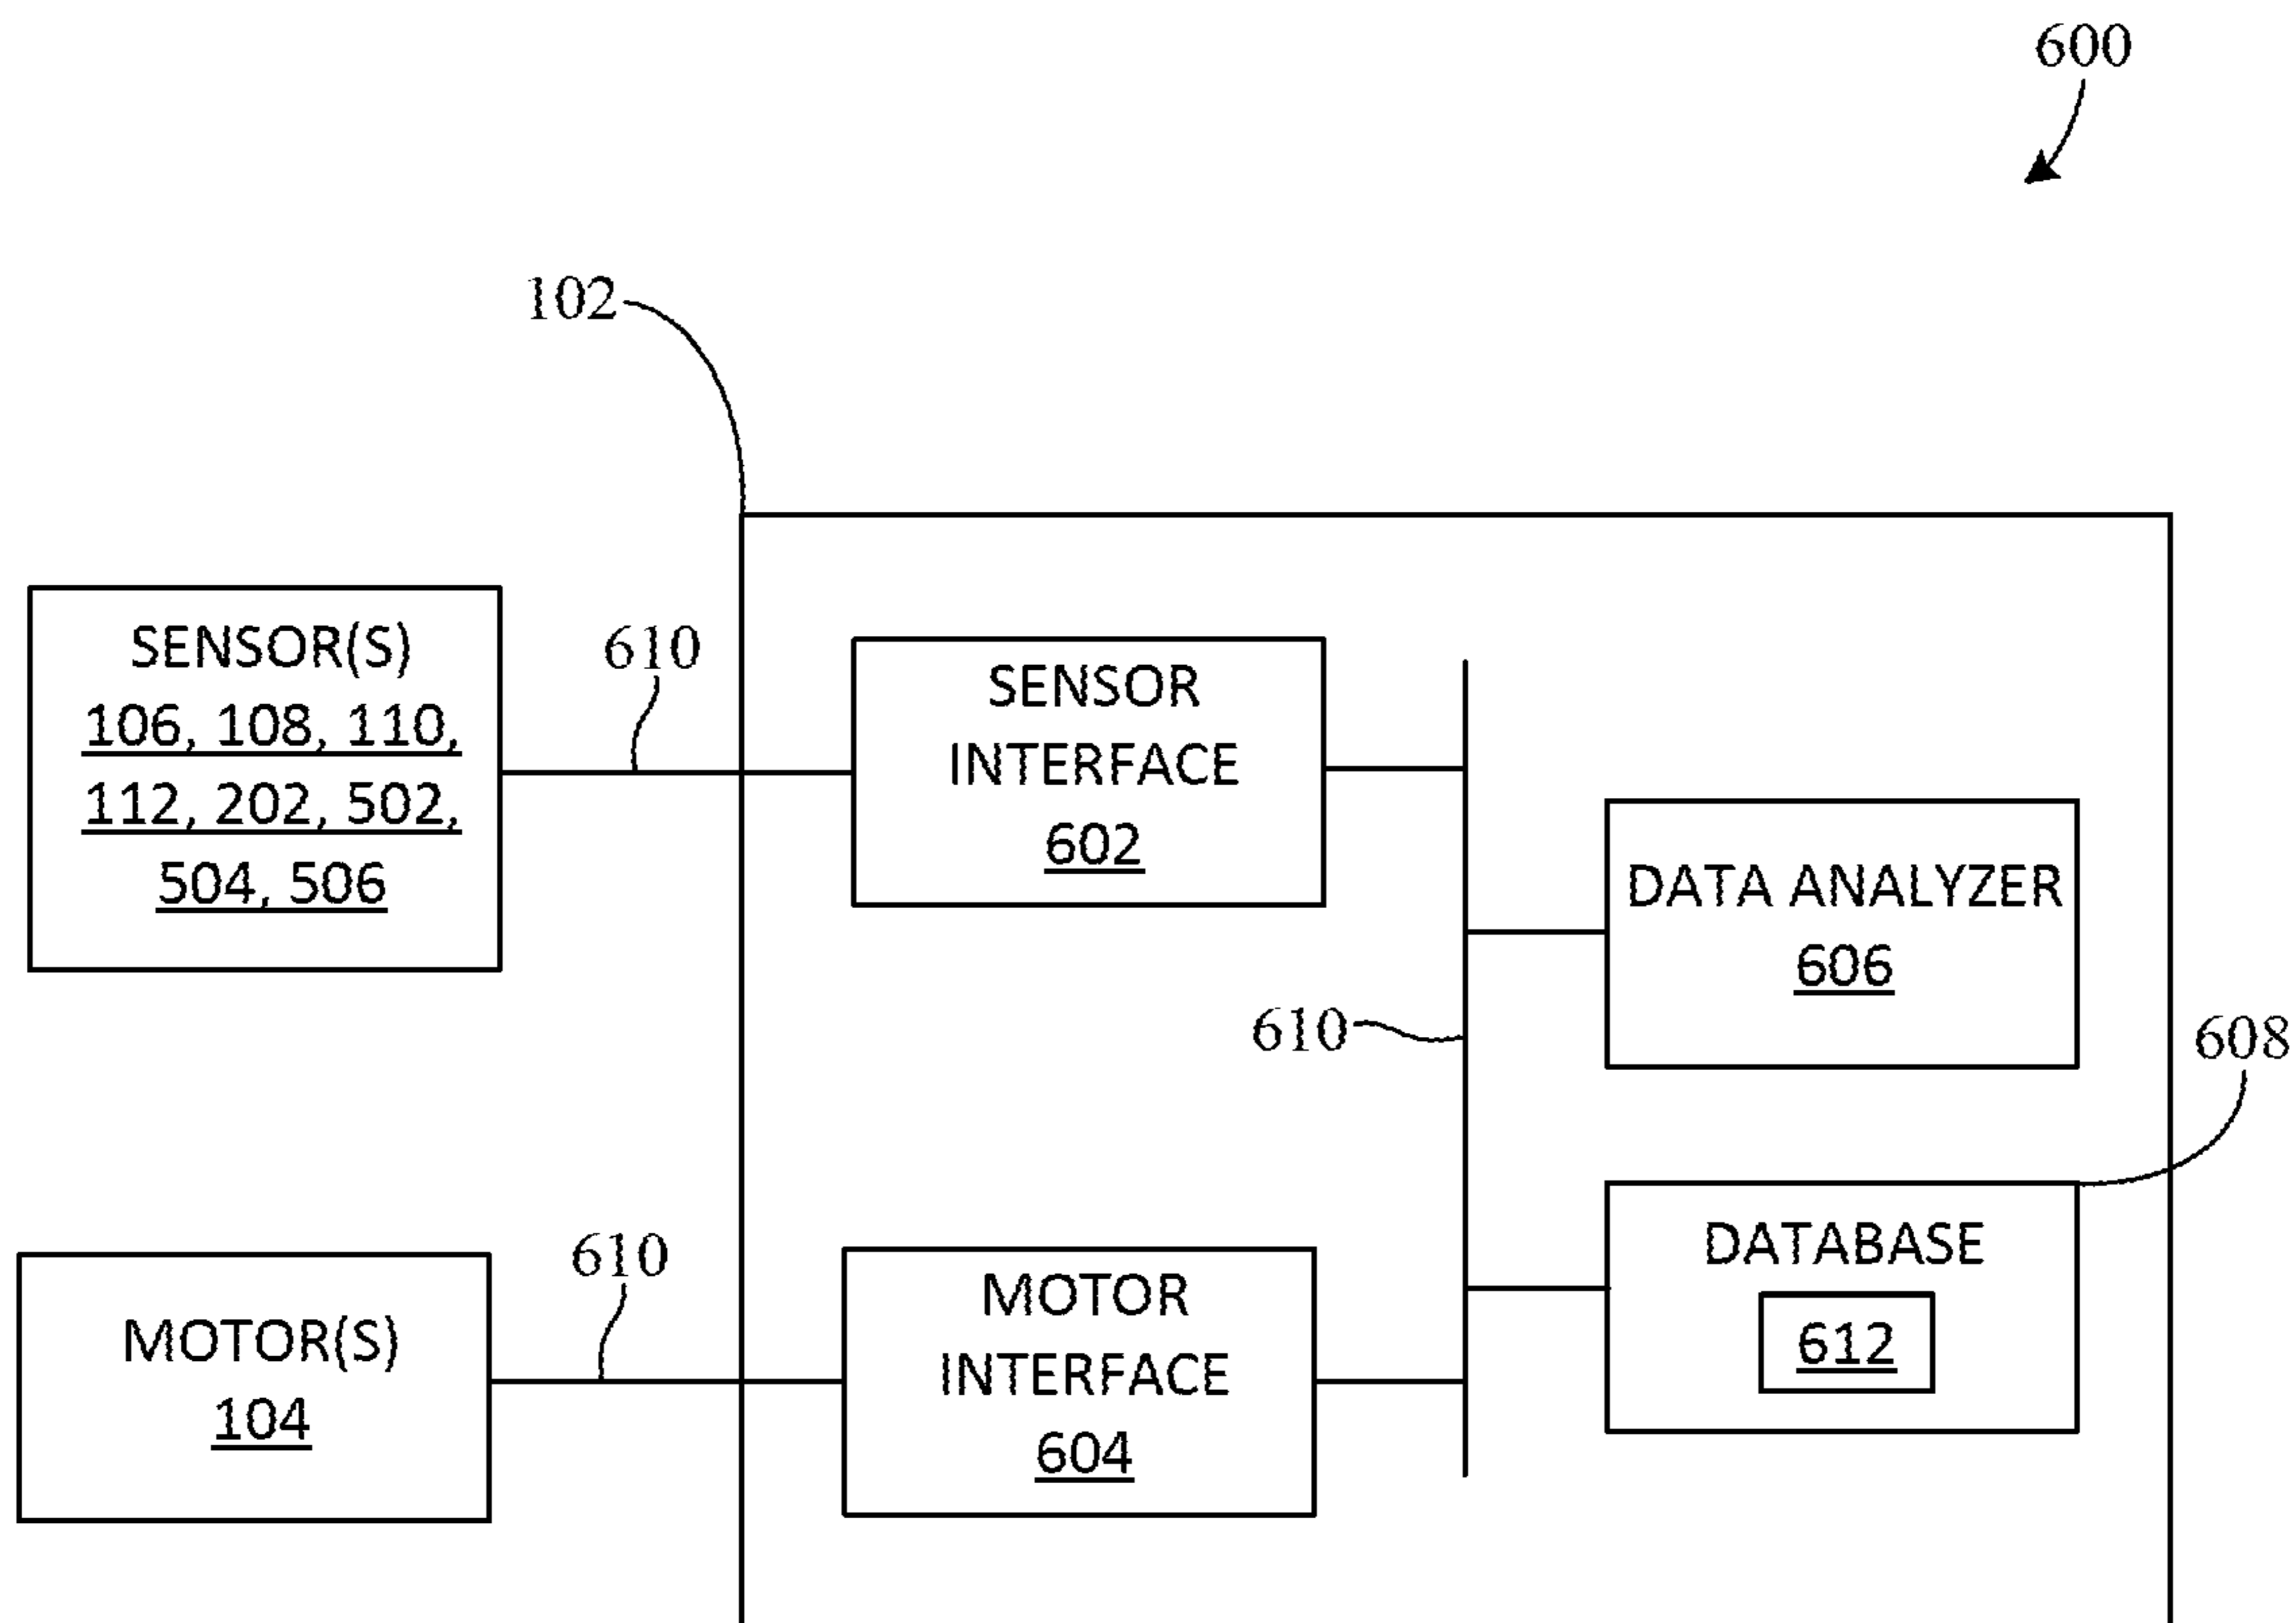 600
102
SENSOR(S)
106, 108, 110,
112, 202, 502,
504, 506
610
SENSOR
INTERFACE
602
DATA ANALYZER
606
610
608
MOTOR(S)
104
610
MOTOR
INTERFACE
604
DATABASE
612